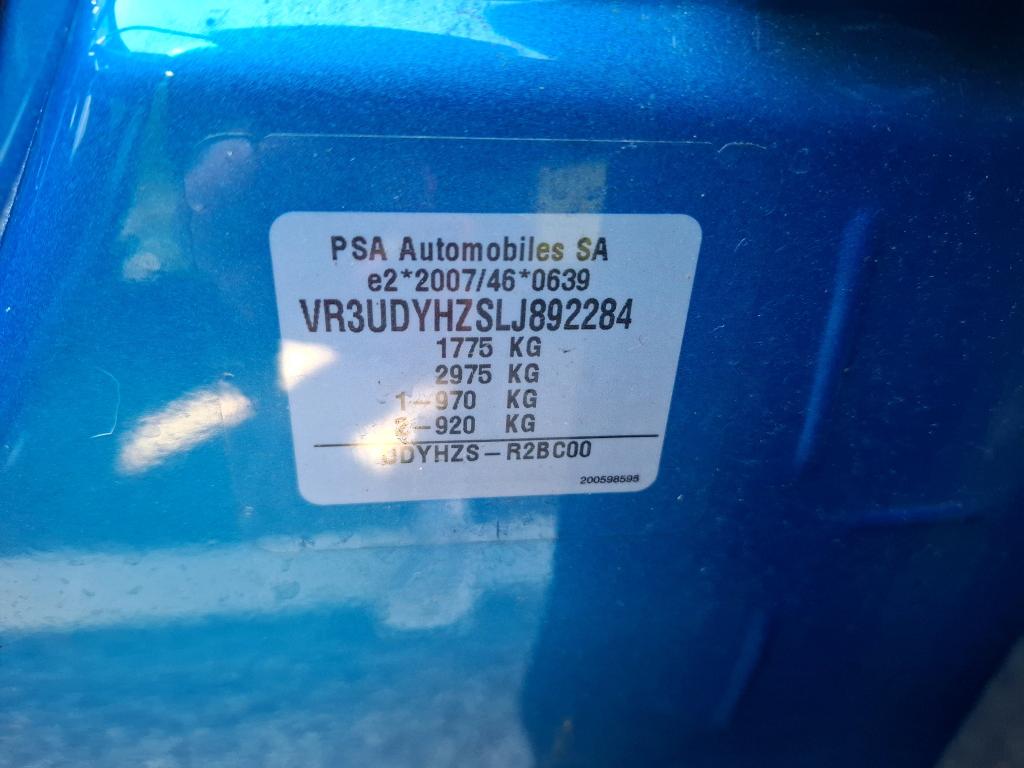 PSA Automobiles SA
e2*2007/46*0639
VR3UDYHZSLJ892284
1775 KG
2975 KG
1-970 KG
2-920 KG
UDYHZS-R2BC00
200598595